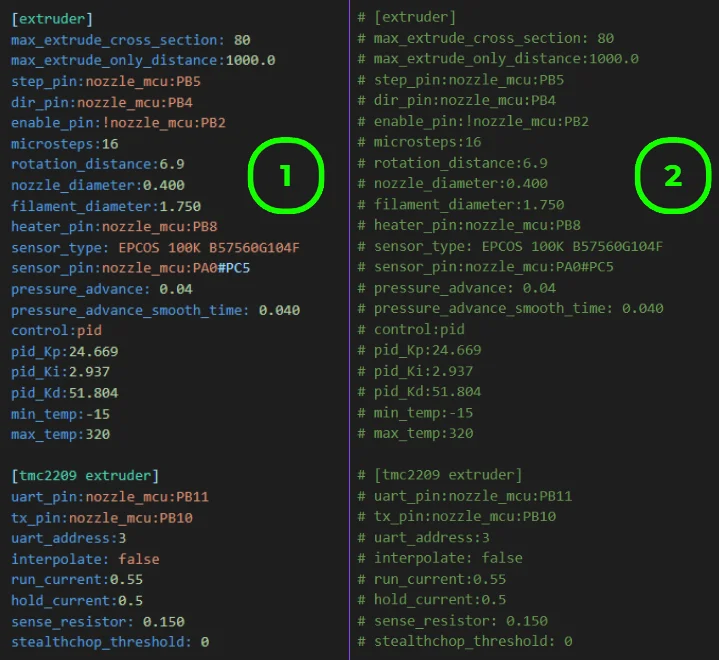 [extruder]
max_extrude_cross_section: 80
max_extrude_only_distance:1000.0
step_pin:nozzle_mcu:PB5
dir_pin:nozzle_mcu:PB4
enable_pin:!nozzle_mcu:PB2
microsteps:16
rotation_distance:6.9
nozzle_diameter:0.400
filament_diameter:1.750
heater_pin:nozzle_mcu:PB8
sensor_type: EPCOS 100K B57560G104F
sensor_pin:nozzle_mcu:PA0#PC5
pressure_advance: 0.04
pressure_advance_smooth_time: 0.040
control:pid
pid_Kp:24.669
pid_Ki:2.937
pid_Kd:51.804
min_temp:-15
max_temp:320
[tmc2209 extruder]
uart_pin:nozzle_mcu:PB11
tx_pin:nozzle_mcu:PB10
uart_address:3
interpolate: false
run_current:0.55
hold_current:0.5
sense_resistor: 0.150
stealthchop_threshold: 0
1
# [extruder]
# max_extrude_cross_section: 80
# max_extrude_only_distance:1000.0
# step_pin:nozzle_mcu:PB5
# dir_pin:nozzle_mcu:PB4
# enable_pin:!nozzle_mcu:PB2
# microsteps:16
# rotation_distance:6.9
# nozzle_diameter:0.400
# filament_diameter:1.750
# heater_pin:nozzle_mcu:PB8
# sensor_type: EPCOS 100K B57560G104F
# sensor_pin:nozzle_mcu:PA0#PC5
# pressure_advance: 0.04
# pressure_advance_smooth_time: 0.040
# control:pid
# pid_Kp:24.669
# pid_Ki:2.937
# pid_Kd:51.804
# min_temp:-15
# max_temp:320
# [tmc2209 extruder]
# uart_pin:nozzle_mcu:PB11
# tx_pin:nozzle_mcu:PB10
# uart_address:3
# interpolate: false
# run_current:0.55
# hold_current:0.5
# sense_resistor: 0.150
# stealthchop_threshold: 0
2